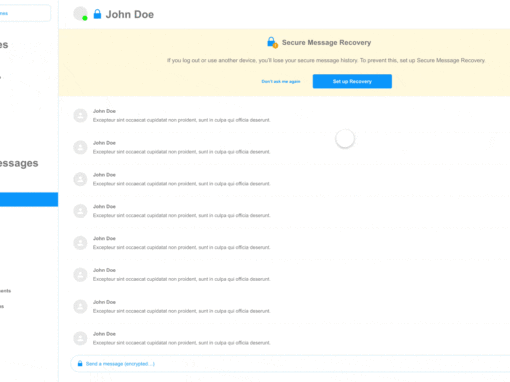 John Doe
Secure Message Recovery
If you log out or use another device, you'll lose your secure message history. To prevent this, set up Secure Message Recovery.
Don't ask me again
Set up Recovery
John Doe
Excepteur sint occaecat cupidatat non proident, sunt in culpa qui officia deserunt.
John Doe
Excepteur sint occaecat cupidatat non proident, sunt in culpa qui officia deserunt.
John Doe
Excepteur sint occaecat cupidatat non proident, sunt in culpa qui officia deserunt.
John Doe
Excepteur sint occaecat cupidatat non proident, sunt in culpa qui officia deserunt.
John Doe
Excepteur sint occaecat cupidatat non proident, sunt in culpa qui officia deserunt.
John Doe
Excepteur sint occaecat cupidatat non proident, sunt in culpa qui officia deserunt.
John Doe
Excepteur sint occaecat cupidatat non proident, sunt in culpa qui officia deserunt.
John Doe
Excepteur sint occaecat cupidatat non proident, sunt in culpa qui officia deserunt.
Send a message (encrypted…)
essages